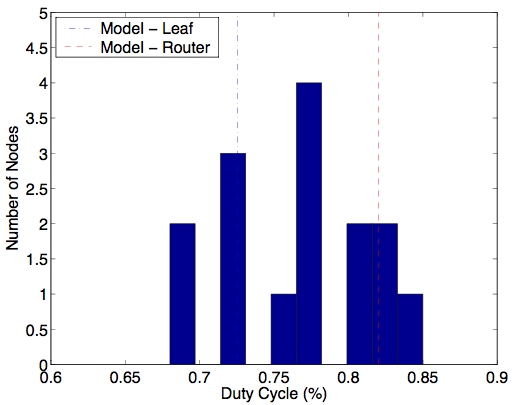 5
4.5
4
3.5
3
2.5
2
1.5
1
0.5
0
Number of Nodes
Model – Leaf
Model – Router
0.6 0.65 0.7 0.75 0.8 0.85 0.9
Duty Cycle (%)